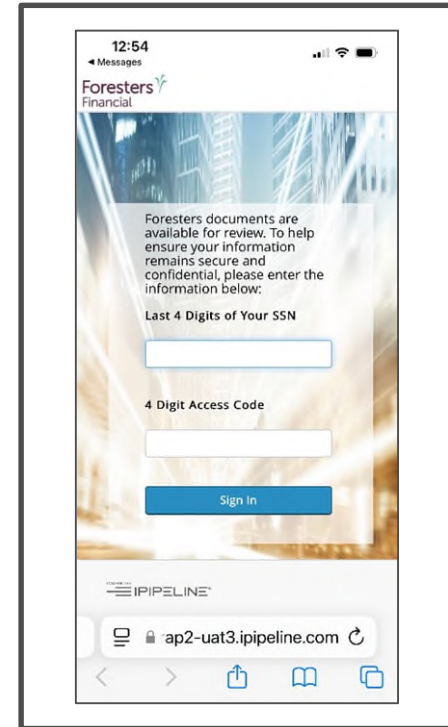 12:54
Messages
Foresters
Financial
Foresters documents are
available for review. To help
ensure your information
remains secure and
confidential, please enter the
information below:
Last 4 Digits of Your SSN
4 Digit Access Code
Sign In
IPIPELINE
ap2-uat3.ipipeline.com